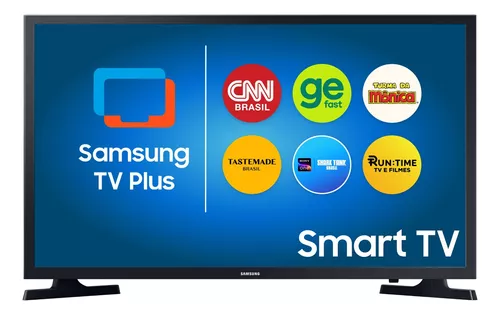 Samsung
TV Plus
CNN
BRASIL
ge
fast
TURMA DA
Mônica
TASTEMADE
BRASIL
SHARK TANK
BRASIL
RUN:TIME
TV E FILMES
Smart TV
SAMSUNG